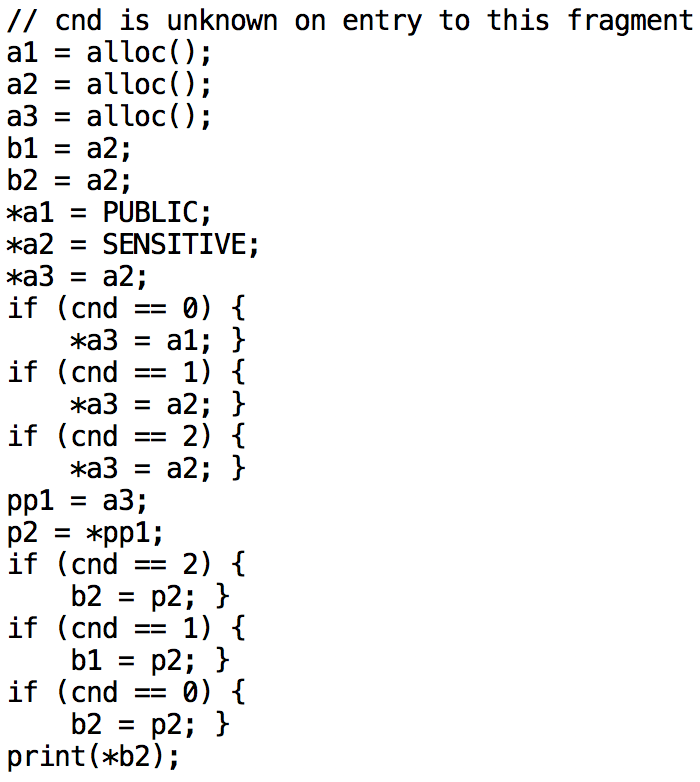 // cnd is unknown on entry to this fragment
a1 = alloc();
a2 = alloc();
a3 = alloc();
b1 = a2;
b2 = a2;
*a1 = PUBLIC;
*a2 = SENSITIVE;
*a3 = a2;
if (cnd == 0) {
    *a3 = a1; }
if (cnd == 1) {
    *a3 = a2; }
if (cnd == 2) {
    *a3 = a2; }
pp1 = a3;
p2 = *pp1;
if (cnd == 2) {
    b2 = p2; }
if (cnd == 1) {
    b1 = p2; }
if (cnd == 0) {
    b2 = p2; }
print(*b2);